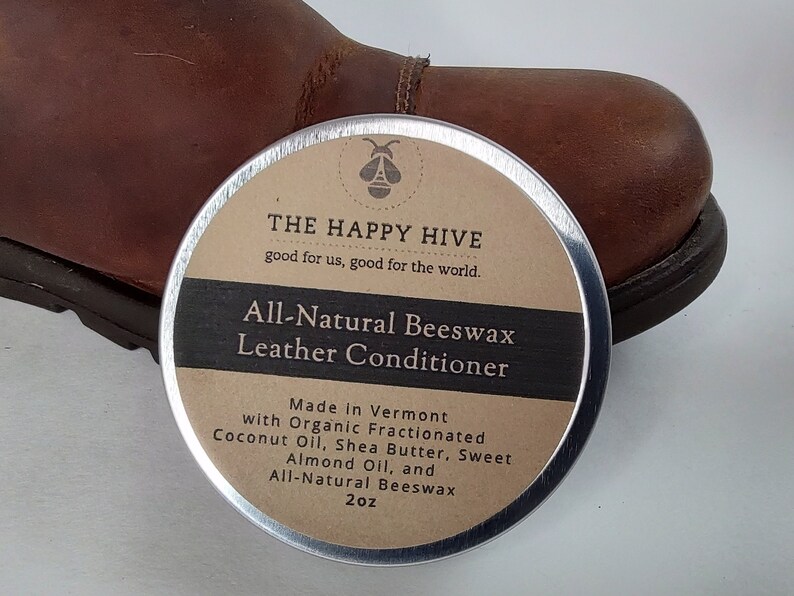 THE HAPPY HIVE
good for us, good for the world.
All-Natural Beeswax
Leather Conditioner
Made in Vermont
with Organic Fractionated
Coconut Oil, Shea Butter, Sweet
Almond Oil, and
All-Natural Beeswax
2oz